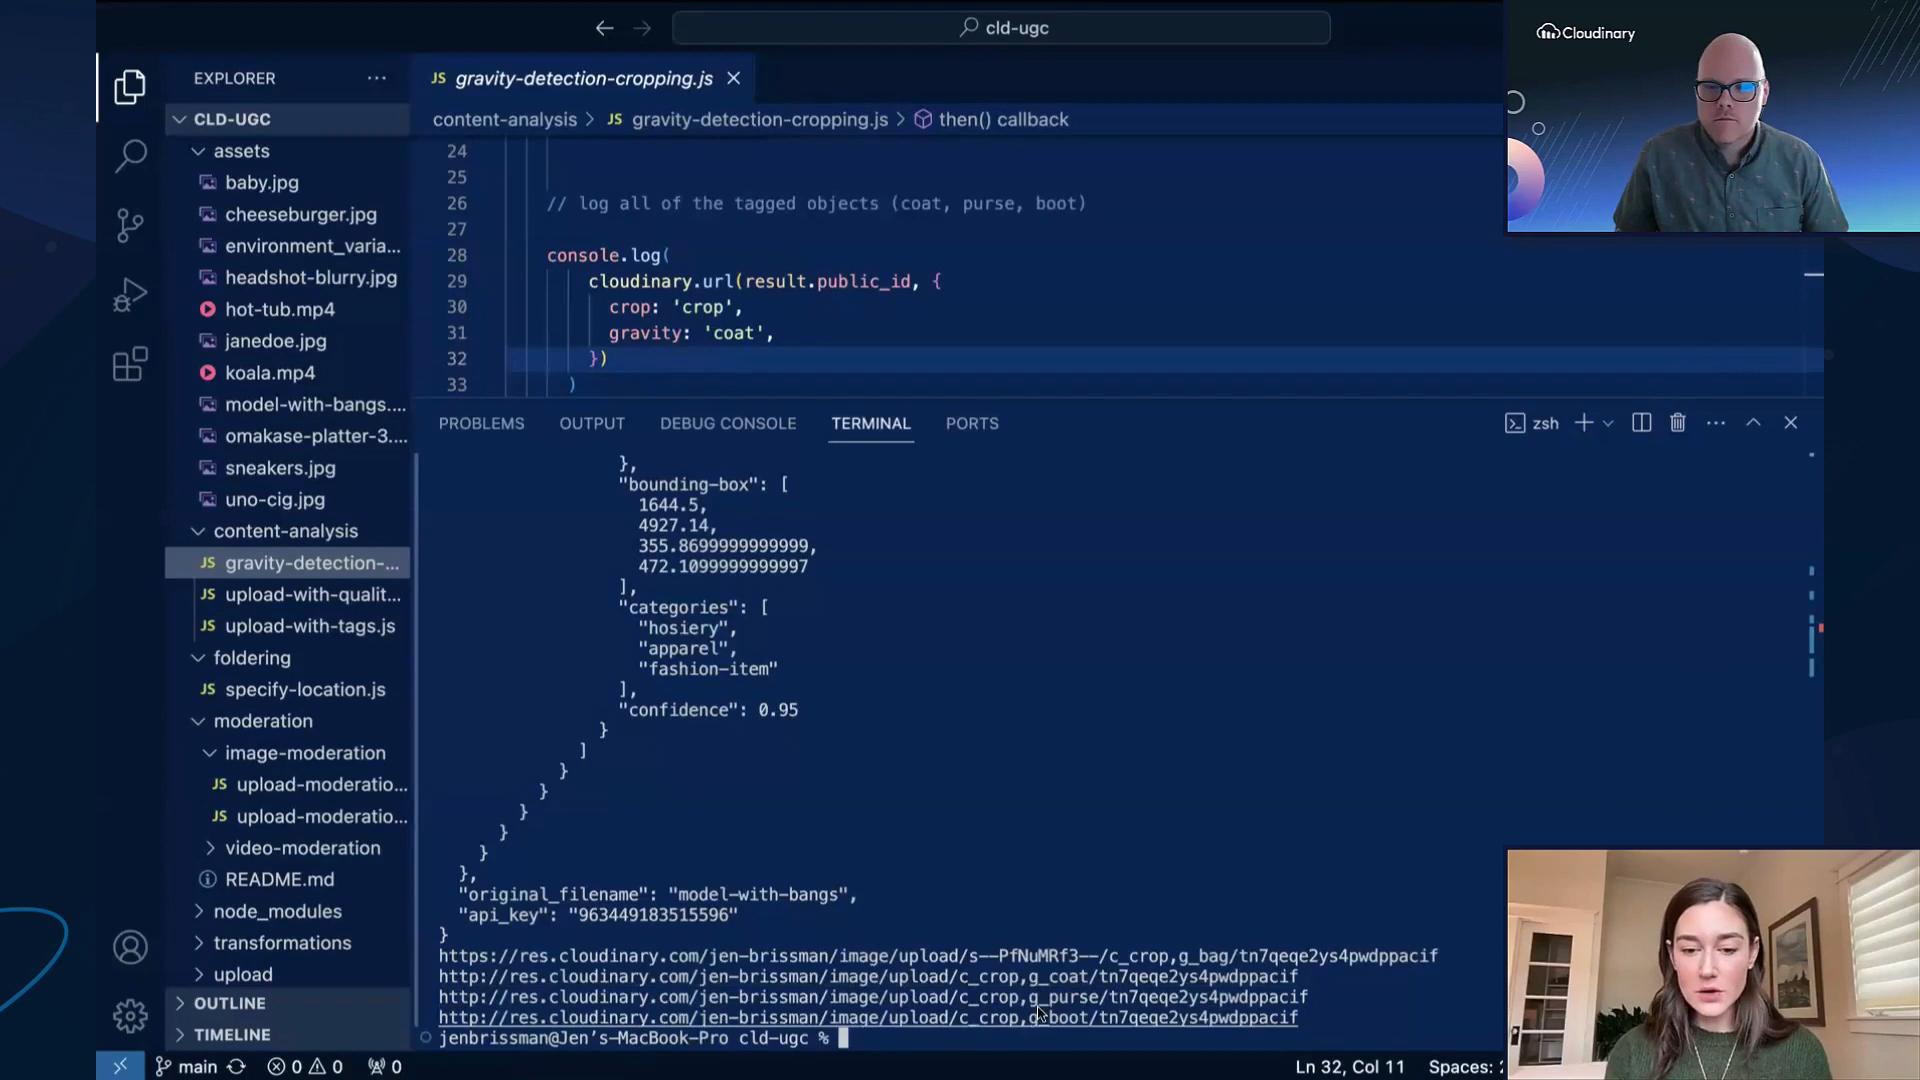 cld-ugc
Cloudinary
EXPLORER
JS gravity-detection-cropping.js
CLD-UGC
content-analysis > JS gravity-detection-cropping.js > then() callback
assets
baby.jpg
cheeseburger.jpg
environment_varia...
headshot-blurry.jpg
hot-tub.mp4
janedoe.jpg
koala.mp4
model-with-bangs....
omakase-platter-3....
sneakers.jpg
uno-cig.jpg
content-analysis
JS gravity-detection-...
JS upload-with-qualit...
JS upload-with-tags.js
foldering
JS specify-location.js
moderation
image-moderation
JS upload-moderatio...
JS upload-moderatio...
video-moderation
README.md
node_modules
transformations
upload
OUTLINE
TIMELINE
24
25
26 // log all of the tagged objects (coat, purse, boot)
27
28 console.log(
29 cloudinary.url(result.public_id, {
30 crop: 'crop',
31 gravity: 'coat',
32 })
33 )
PROBLEMS OUTPUT DEBUG CONSOLE TERMINAL PORTS zsh
},
"bounding-box": [
1644.5,
4927.14,
355.8699999999999,
472.1099999999997
],
"categories": [
"hosiery",
"apparel",
"fashion-item"
],
"confidence": 0.95
}
]
}
}
}
}
}
},
"original_filename": "model-with-bangs",
"api_key": "963449183515596"
}
https://res.cloudinary.com/jen-brissman/image/upload/s--PfNuMRf3--/c_crop,g_bag/tn7qeqe2ys4pwdppacif
http://res.cloudinary.com/jen-brissman/image/upload/c_crop,g_coat/tn7qeqe2ys4pwdppacif
http://res.cloudinary.com/jen-brissman/image/upload/c_crop,g_purse/tn7qeqe2ys4pwdppacif
http://res.cloudinary.com/jen-brissman/image/upload/c_crop,g_boot/tn7qeqe2ys4pwdppacif
jenbrissman@Jen's-MacBook-Pro cld-ugc %
main 0 0 0 Ln 32, Col 11 Spaces: